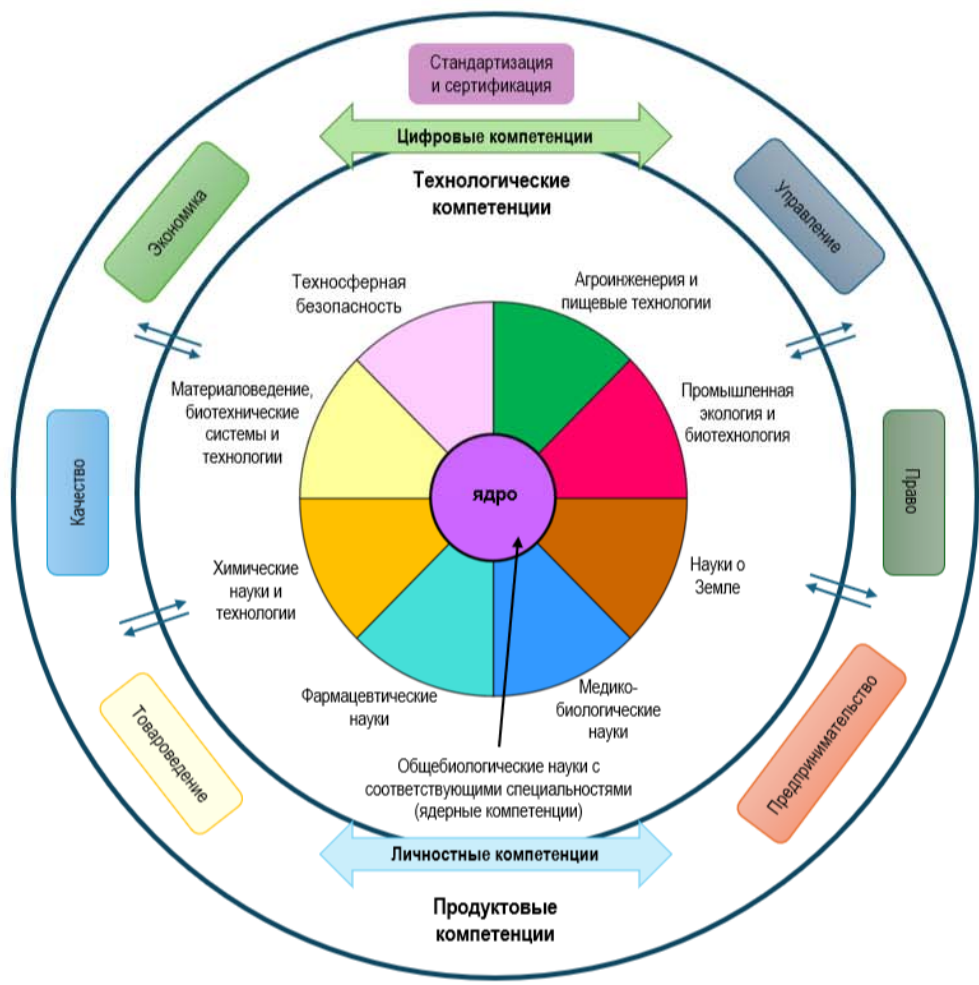 Стандартизация
и сертификация
Цифровые компетенции
Технологические
компетенции
Экономика
Управление
Техносферная
безопасность
Агроинженерия и
пищевые технологии
Материаловедение,
биотехнические
системы и
технологии
Промышленная
экология и
биотехнология
Качество
ядро
Право
Химические
науки и
технологии
Науки о
Земле
Фармацевтические
науки
Медико-
биологические
науки
Товароведение
Предпринимательство
Общебиологические науки с
соответствующими специальностями
(ядерные компетенции)
Личностные компетенции
Продуктовые
компетенции